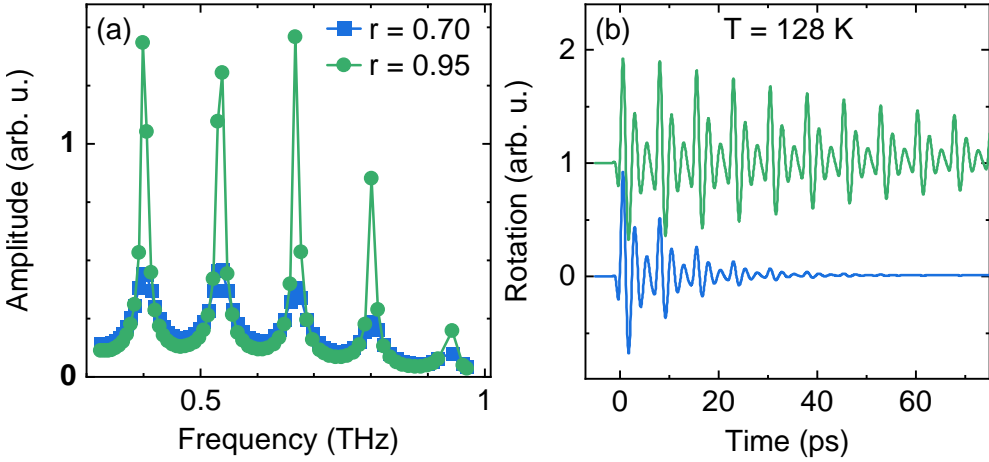 (a)
r = 0.70
r = 0.95
Amplitude (arb. u.)
1
0
0.5
1
Frequency (THz)
(b)
T = 128 K
Rotation (arb. u.)
2
1
0
0
20
40
60
Time (ps)